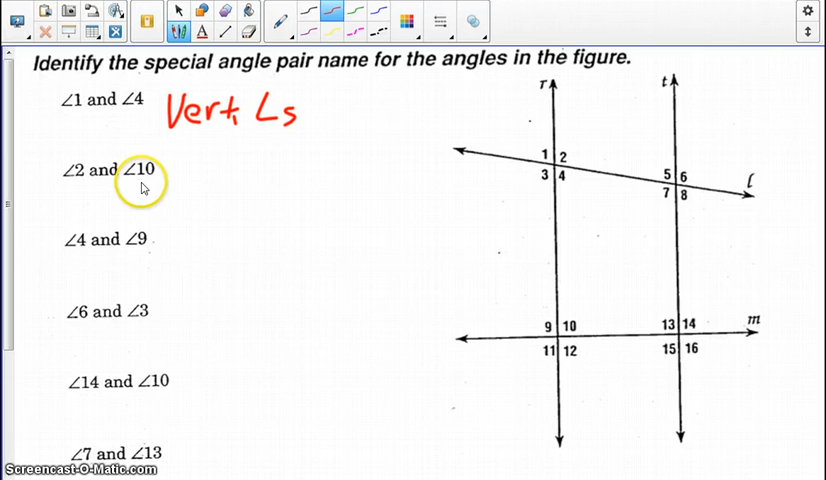 Identify the special angle pair name for the angles in the figure.
∠1 and ∠4 Vert, ∠s
∠2 and ∠10
∠4 and ∠9
∠6 and ∠3
∠14 and ∠10
∠7 and ∠13
r t
1 2
3 4
5 6
7 8
l
9 10
11 12
13 14
15 16
m
Screencast-O-Matic.com